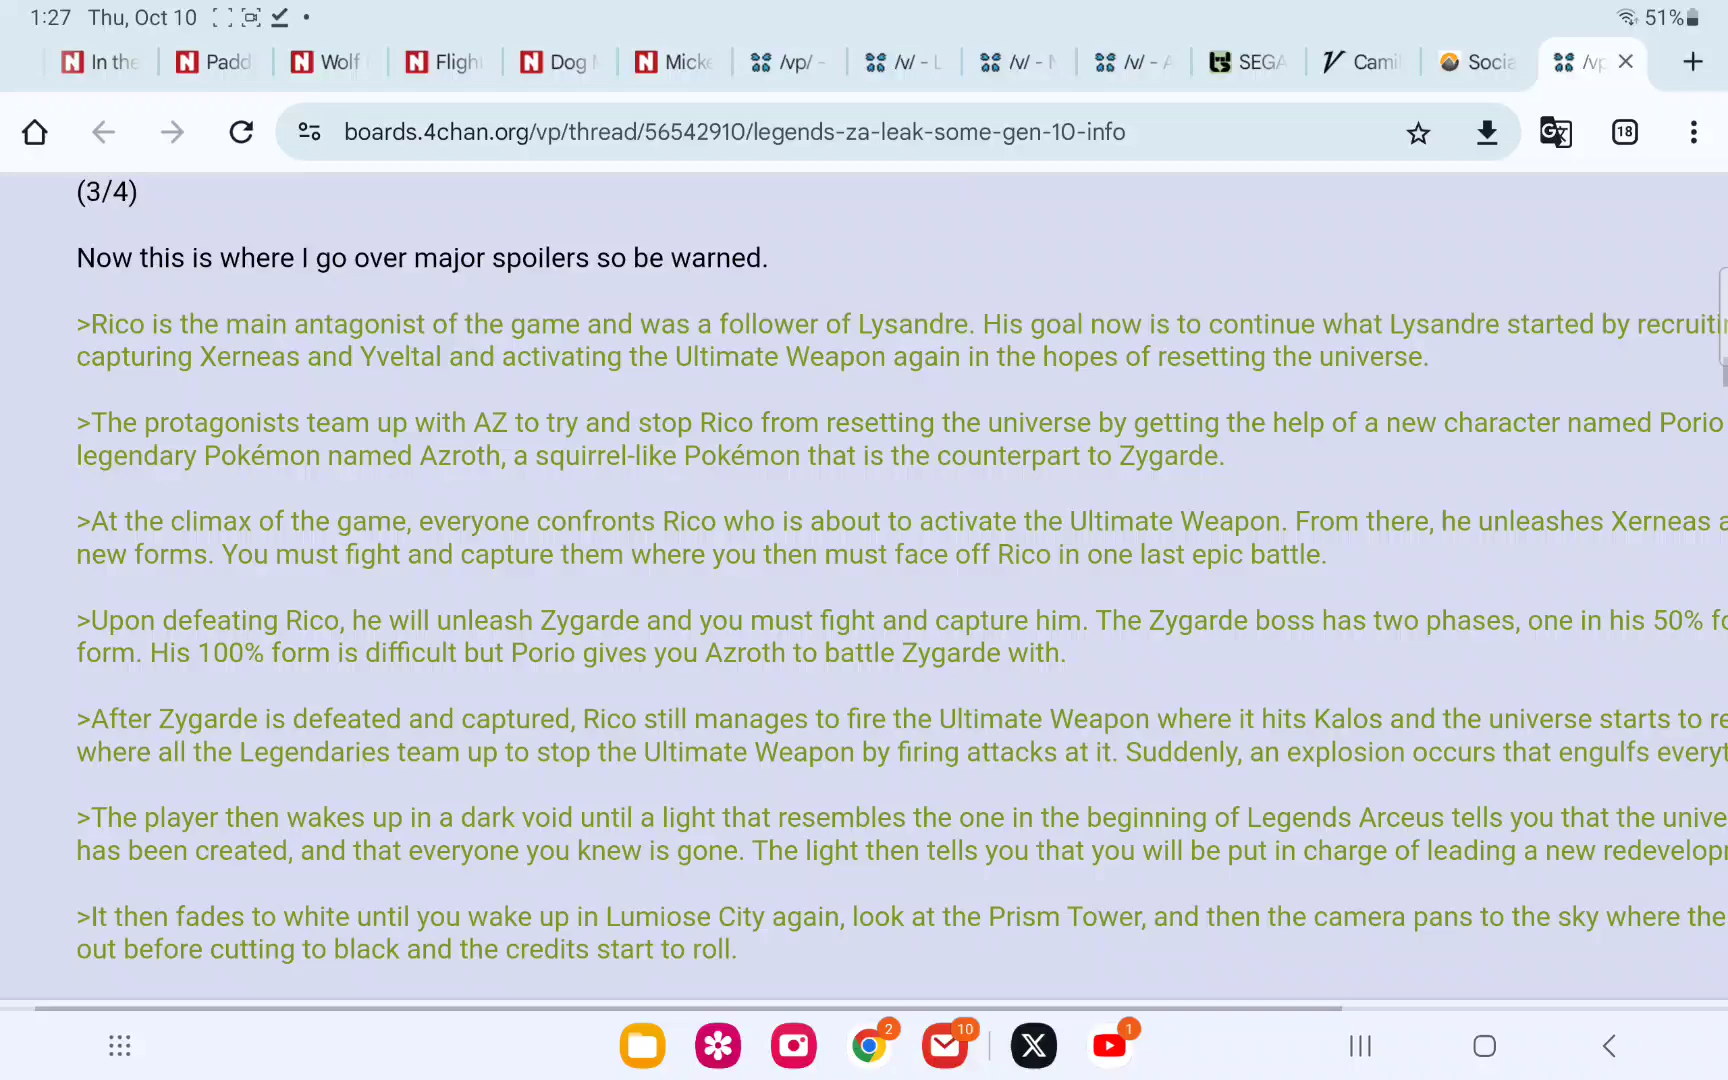 1:27 Thu, Oct 10
51%
In the Padd Wolf Fligh Dog Micke /vp/ - /v/ - L /v/ - /v/ - A SEGA Cami Socia /vp
boards.4chan.org/vp/thread/56542910/legends-za-leak-some-gen-10-info
18
(3/4)
Now this is where I go over major spoilers so be warned.
>Rico is the main antagonist of the game and was a follower of Lysandre. His goal now is to continue what Lysandre started by recruiti
capturing Xerneas and Yveltal and activating the Ultimate Weapon again in the hopes of resetting the universe.
>The protagonists team up with AZ to try and stop Rico from resetting the universe by getting the help of a new character named Porio
legendary Pokémon named Azroth, a squirrel-like Pokémon that is the counterpart to Zygarde.
>At the climax of the game, everyone confronts Rico who is about to activate the Ultimate Weapon. From there, he unleashes Xerneas a
new forms. You must fight and capture them where you then must face off Rico in one last epic battle.
>Upon defeating Rico, he will unleash Zygarde and you must fight and capture him. The Zygarde boss has two phases, one in his 50% fo
form. His 100% form is difficult but Porio gives you Azroth to battle Zygarde with.
>After Zygarde is defeated and captured, Rico still manages to fire the Ultimate Weapon where it hits Kalos and the universe starts to re
where all the Legendaries team up to stop the Ultimate Weapon by firing attacks at it. Suddenly, an explosion occurs that engulfs everyt
>The player then wakes up in a dark void until a light that resembles the one in the beginning of Legends Arceus tells you that the unive
has been created, and that everyone you knew is gone. The light then tells you that you will be put in charge of leading a new redevelopm
>It then fades to white until you wake up in Lumiose City again, look at the Prism Tower, and then the camera pans to the sky where the
out before cutting to black and the credits start to roll.
2 10 1